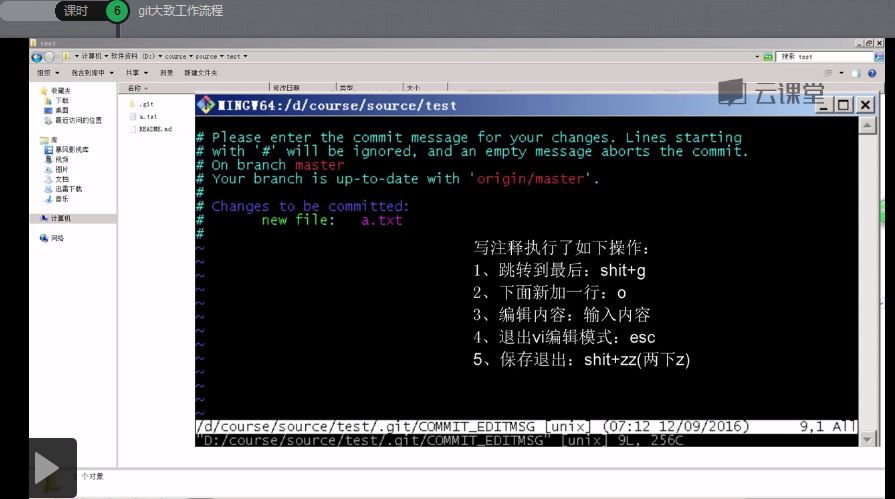 课时 6 git大致工作流程
test
计算机 ▾ 软件资料 (D:) ▾ course ▾ source ▾ test ▾
搜索 test
组织 ▾ 包含到库中 ▾ 共享 ▾ 刻录 新建文件夹
名称 修改日期 类型 大小
收藏夹
下载
桌面
最近访问的位置
库
暴风影视库
视频
图片
文档
迅雷下载
音乐
计算机
网络
.git
a.txt
README.md
云课堂
MINGW64:/d/course/source/test
# Please enter the commit message for your changes. Lines starting
# with '#' will be ignored, and an empty message aborts the commit.
# On branch master
# Your branch is up-to-date with 'origin/master'.
#
# Changes to be committed:
#       new file:   a.txt
#
~
~
~
~
~
~
~
~
~
~
~
~
~
写注释执行了如下操作：
1、跳转到最后：shit+g
2、下面新加一行：o
3、编辑内容：输入内容
4、退出vi编辑模式：esc
5、保存退出：shit+zz(两下z)
/d/course/source/test/.git/COMMIT_EDITMSG [unix] (07:12 12/09/2016) 9,1 All
"D:/course/source/test/.git/COMMIT_EDITMSG" [unix] 9L, 256C
个对象